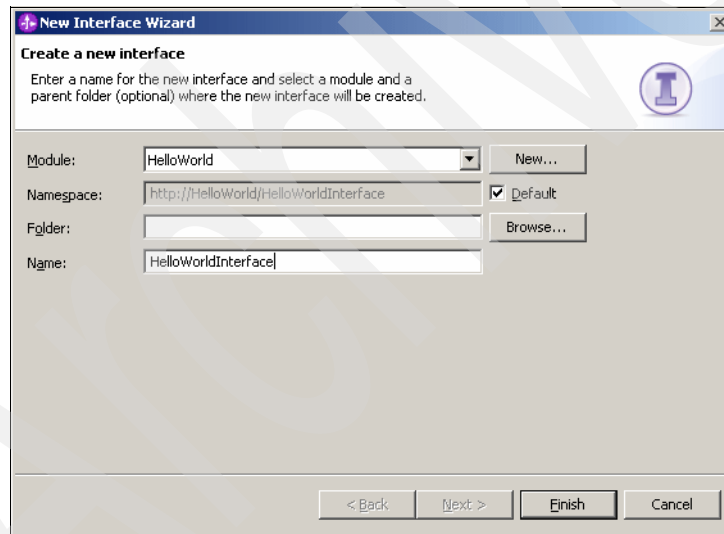 New Interface Wizard
Create a new interface
Enter a name for the new interface and select a module and a
parent folder (optional) where the new interface will be created.
Module: HelloWorld New...
Namespace: http://HelloWorld/HelloWorldInterface Default
Folder: Browse...
Name: HelloWorldInterface
< Back Next > Finish Cancel